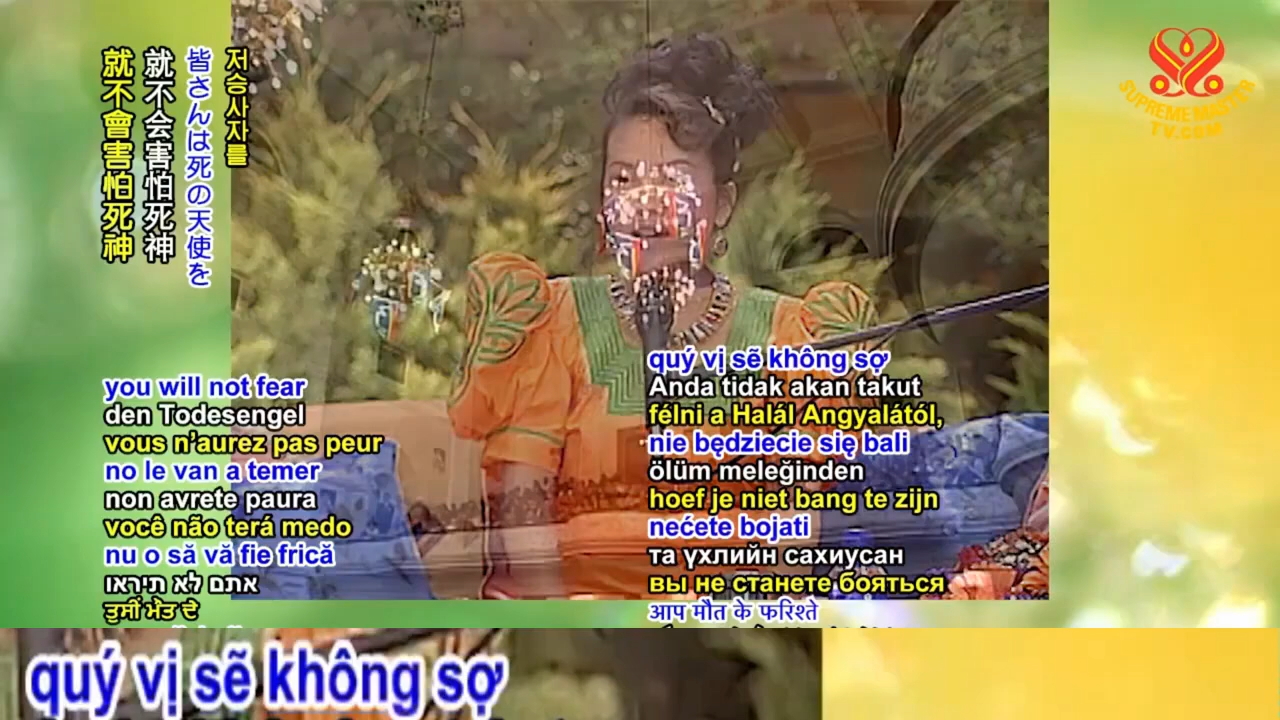 저승사자를
皆さんは死の天使を
就不会害怕死神
就不會害怕死神
SUPREME MASTER
TV.COM
you will not fear
den Todesengel
vous n’aurez pas peur
no le van a temer
non avrete paura
você não terá medo
nu o să vă fie frică
אתם לא תיראו
ਤੁਸੀਂ ਮੌਤ ਦੇ
quý vị sẽ không sợ
Anda tidak akan takut
félni a Halál Angyalától,
nie będziecie się bali
ölüm meleğinden
hoef je niet bang te zijn
nećete bojati
та үхлийн сахиусан
вы не станете бояться
आप मौत के फरिश्ते
quý vị sẽ không sợ